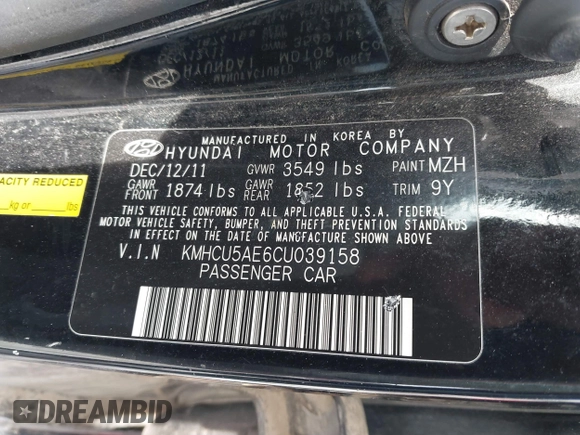 HYUNDAI MOTOR CO
MANUFACTURED IN KOREA BY
HYUNDAI MOTOR COMPANY
DEC/12/11 GVWR 3549 lbs PAINT MZH
GAWR FRONT 1874 lbs GAWR REAR 1852 lbs TRIM 9Y
THIS VEHICLE CONFORMS TO ALL APPLICABLE U.S.A. FEDERAL
MOTOR VEHICLE SAFETY, BUMPER, AND THEFT PREVENTION STANDARDS
IN EFFECT ON THE DATE OF MANUFACTURE SHOWN ABOVE.
V.I.N KMHCU5AE6CU039158
PASSENGER CAR
ACITY REDUCED
kg or lbs
DREAMBID